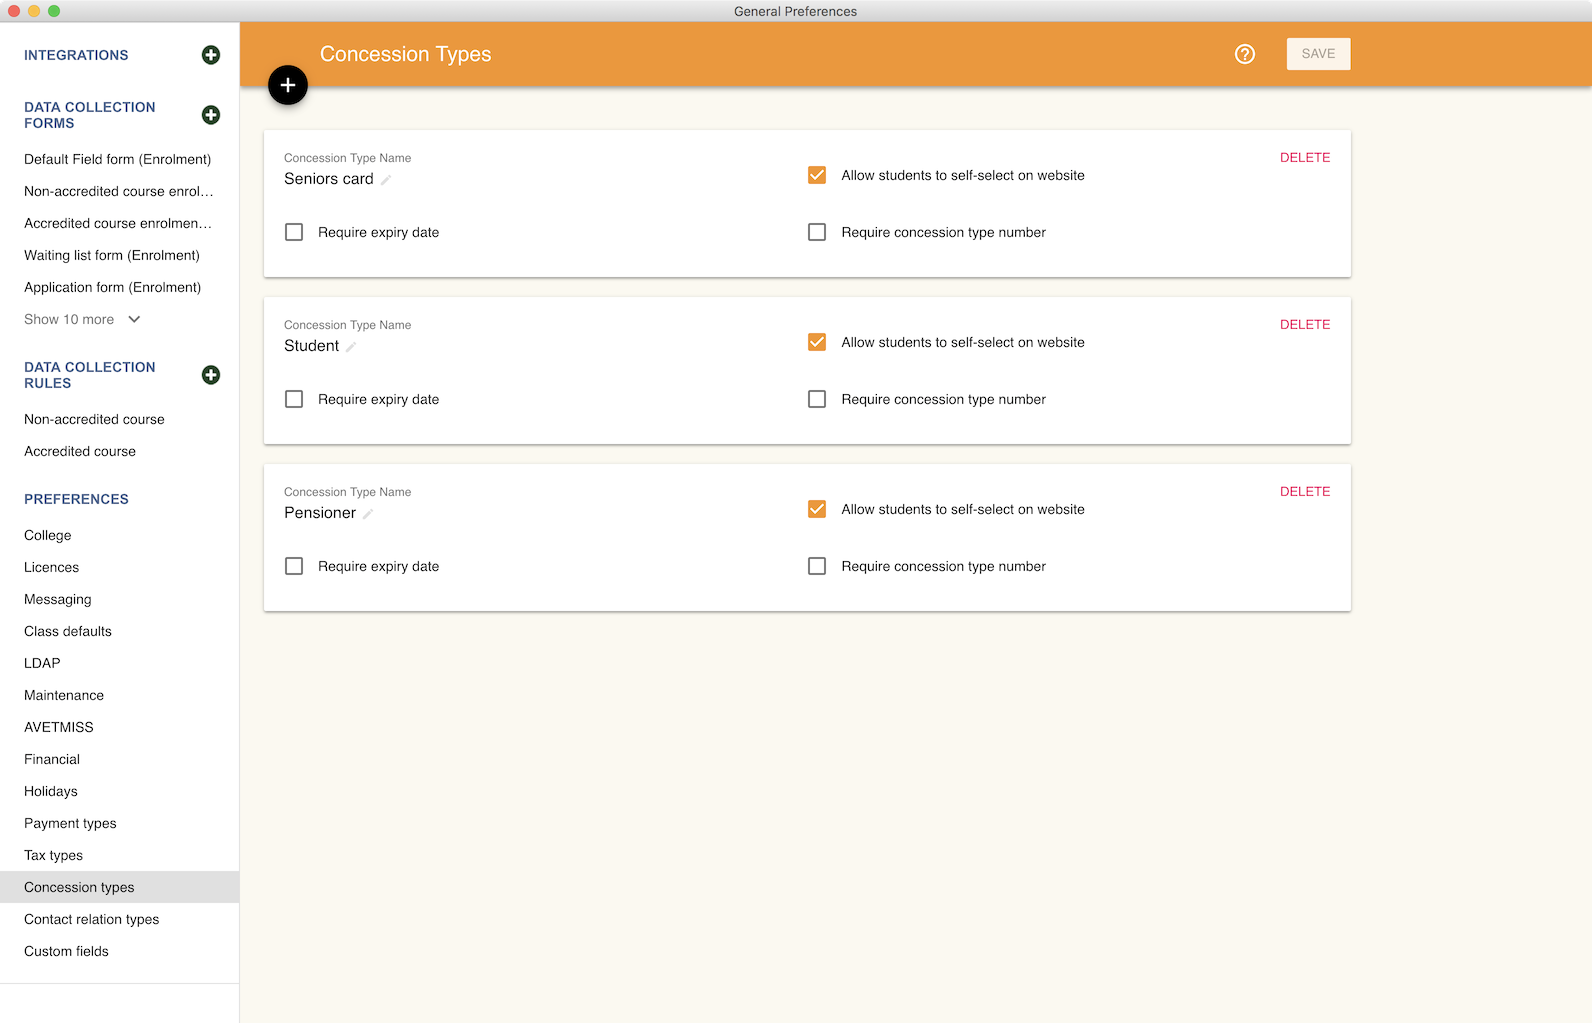 General Preferences
INTEGRATIONS
DATA COLLECTION
FORMS
Default Field form (Enrolment)
Non-accredited course enrol...
Accredited course enrolmen...
Waiting list form (Enrolment)
Application form (Enrolment)
Show 10 more
DATA COLLECTION
RULES
Non-accredited course
Accredited course
PREFERENCES
College
Licences
Messaging
Class defaults
LDAP
Maintenance
AVETMISS
Financial
Holidays
Payment types
Tax types
Concession types
Contact relation types
Custom fields
Concession Types
SAVE
Concession Type Name
Seniors card
Allow students to self-select on website
DELETE
Require expiry date
Require concession type number
Concession Type Name
Student
Allow students to self-select on website
DELETE
Require expiry date
Require concession type number
Concession Type Name
Pensioner
Allow students to self-select on website
DELETE
Require expiry date
Require concession type number